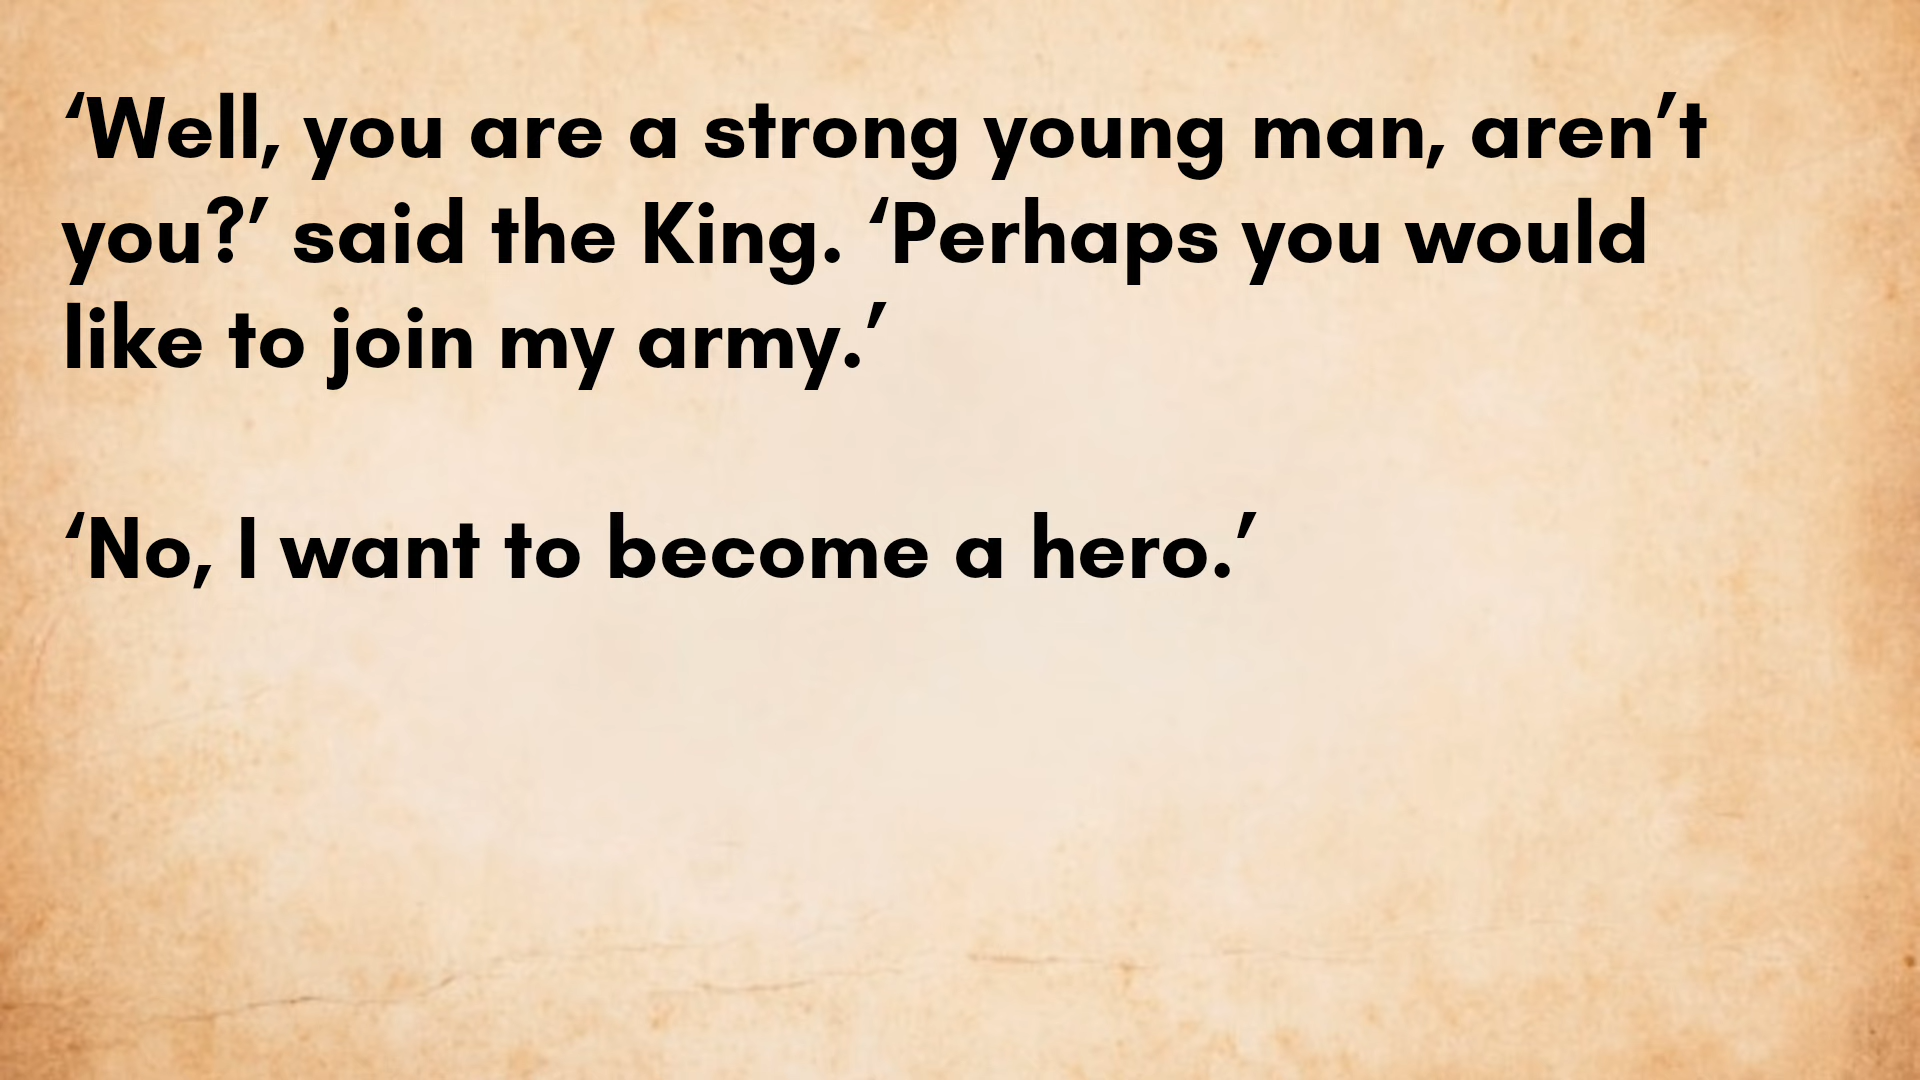 ‘Well, you are a strong young man, aren’t
you?’ said the King. ‘Perhaps you would
like to join my army.’
‘No, I want to become a hero.’